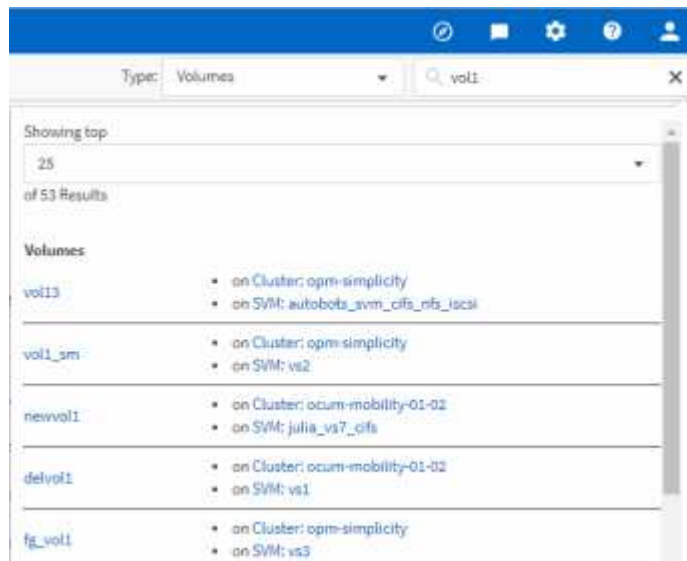 Type: Volumes vol1
Showing top
25
of 53 Results
Volumes
vol13
on Cluster: opm-simplicity
on SVM: autobots_svm_cifs_nfs_iscsi
vol1_sm
on Cluster: opm-simplicity
on SVM: vs2
newvol1
on Cluster: ocum-mobility-01-02
on SVM: julia_vs7_cifs
delvol1
on Cluster: ocum-mobility-01-02
on SVM: vs1
fg_vol1
on Cluster: opm-simplicity
on SVM: vs3